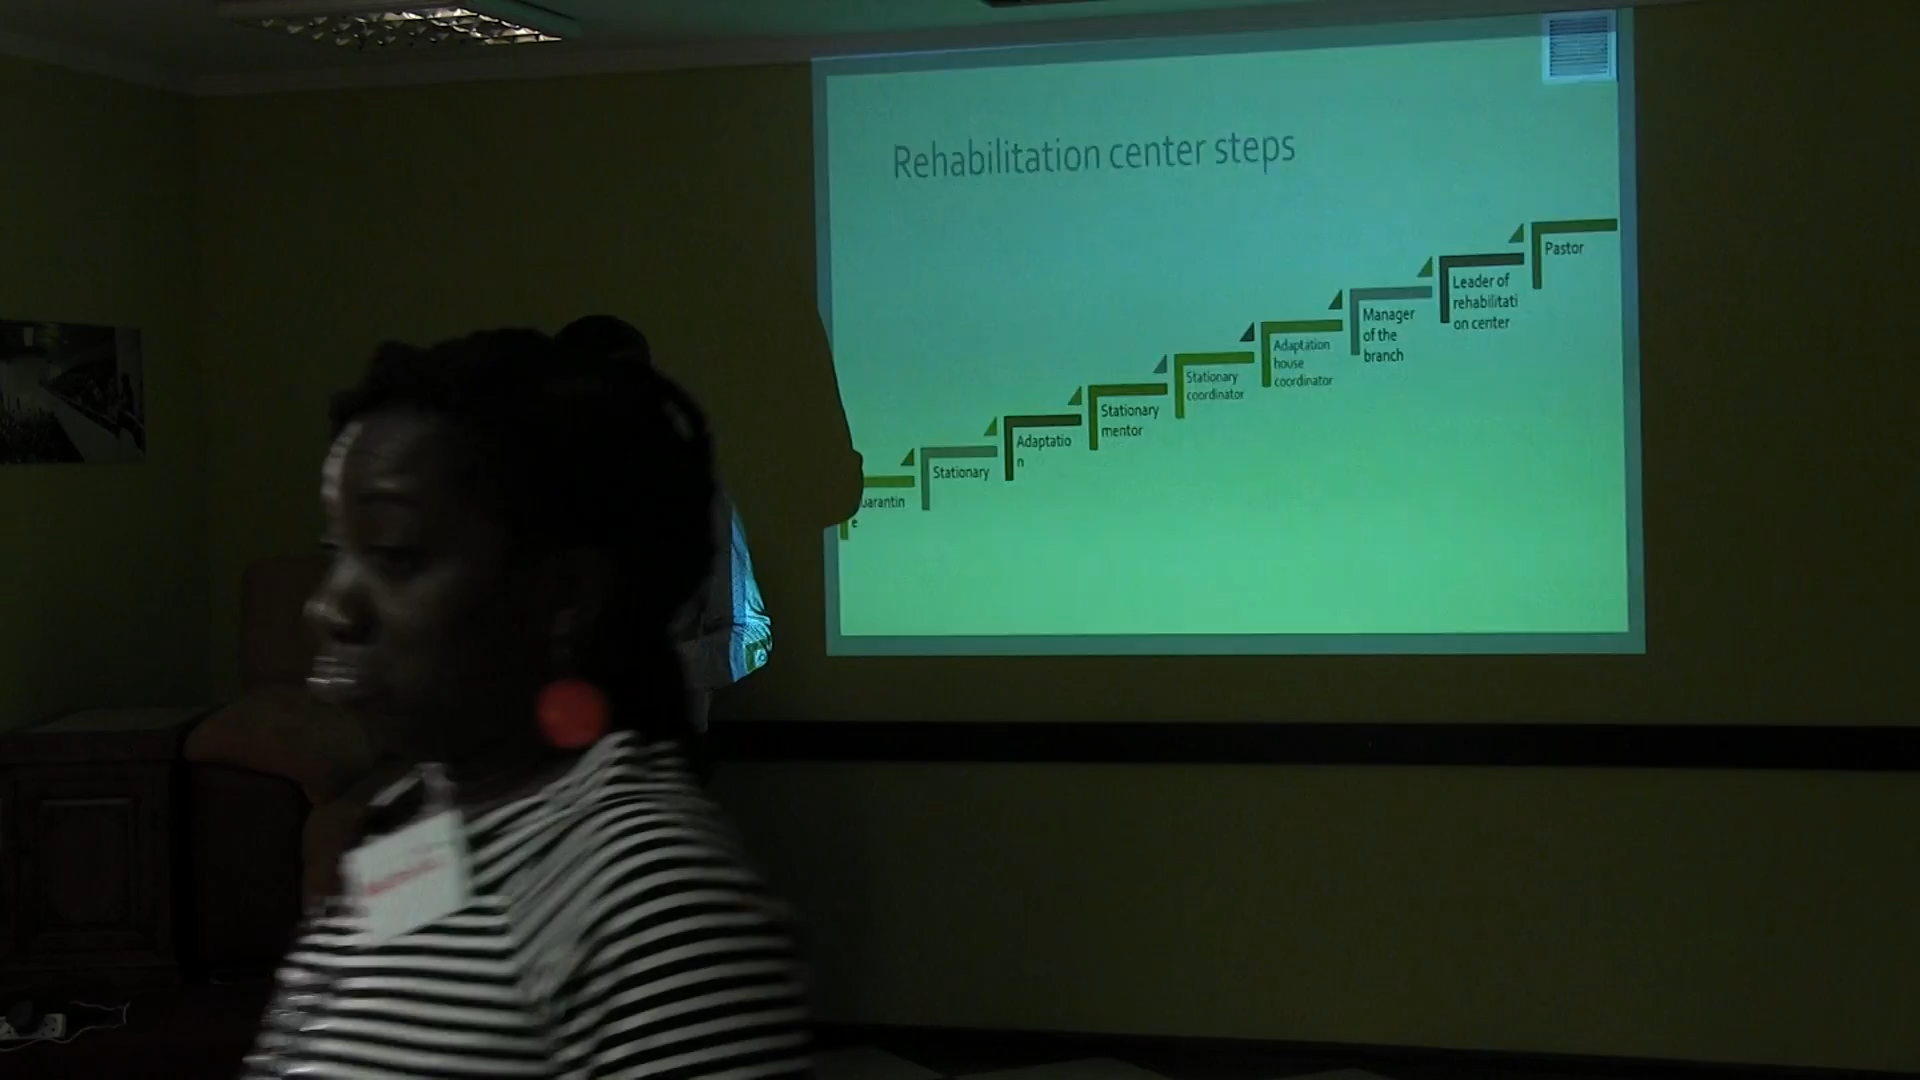 Rehabilitation center steps
Pastor
Leader of
rehabilitati
on center
Manager
of the
branch
Adaptation
house
coordinator
Stationary
coordinator
Stationary
mentor
Adaptatio
n
Stationary
uarantin
e